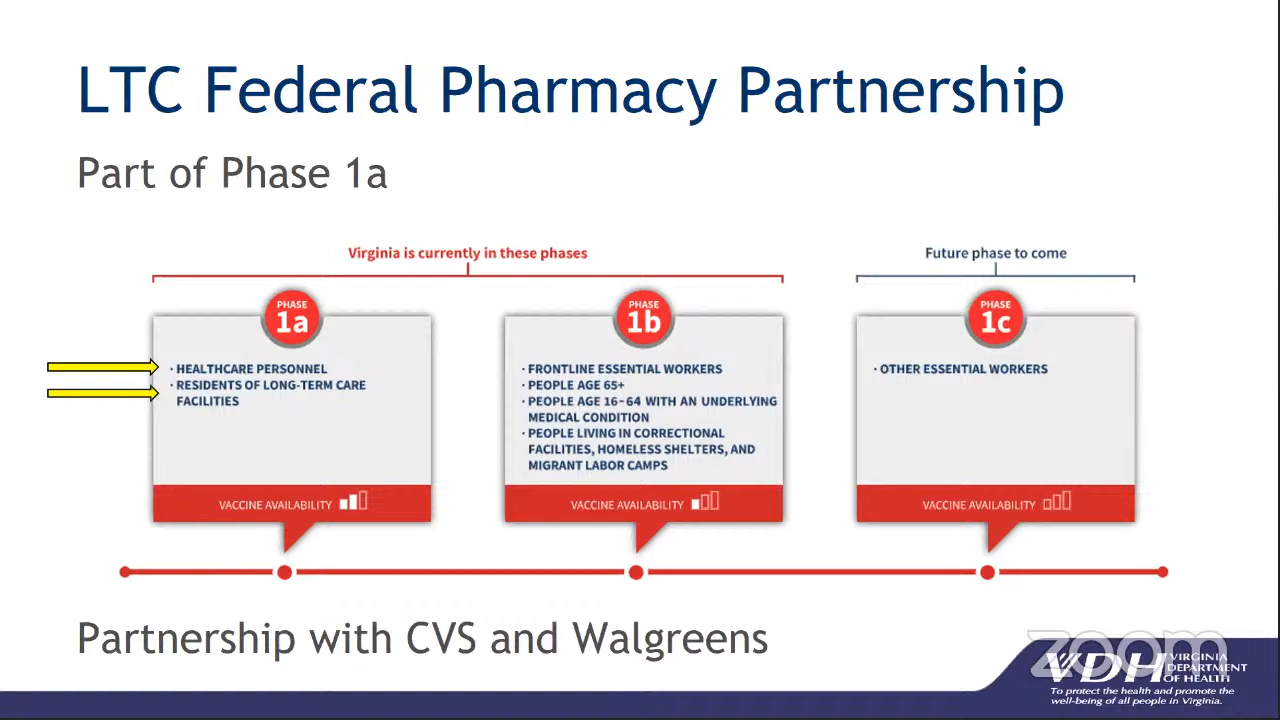 LTC Federal Pharmacy Partnership
Part of Phase 1a
Virginia is currently in these phases
Future phase to come
PHASE
1a
· HEALTHCARE PERSONNEL
· RESIDENTS OF LONG-TERM CARE
FACILITIES
VACCINE AVAILABILITY
PHASE
1b
· FRONTLINE ESSENTIAL WORKERS
· PEOPLE AGE 65+
· PEOPLE AGE 16-64 WITH AN UNDERLYING
MEDICAL CONDITION
· PEOPLE LIVING IN CORRECTIONAL
FACILITIES, HOMELESS SHELTERS, AND
MIGRANT LABOR CAMPS
VACCINE AVAILABILITY
PHASE
1c
· OTHER ESSENTIAL WORKERS
VACCINE AVAILABILITY
Partnership with CVS and Walgreens
zoom
VDH VIRGINIA
DEPARTMENT
OF HEALTH
To protect the health and promote the
well-being of all people in Virginia.